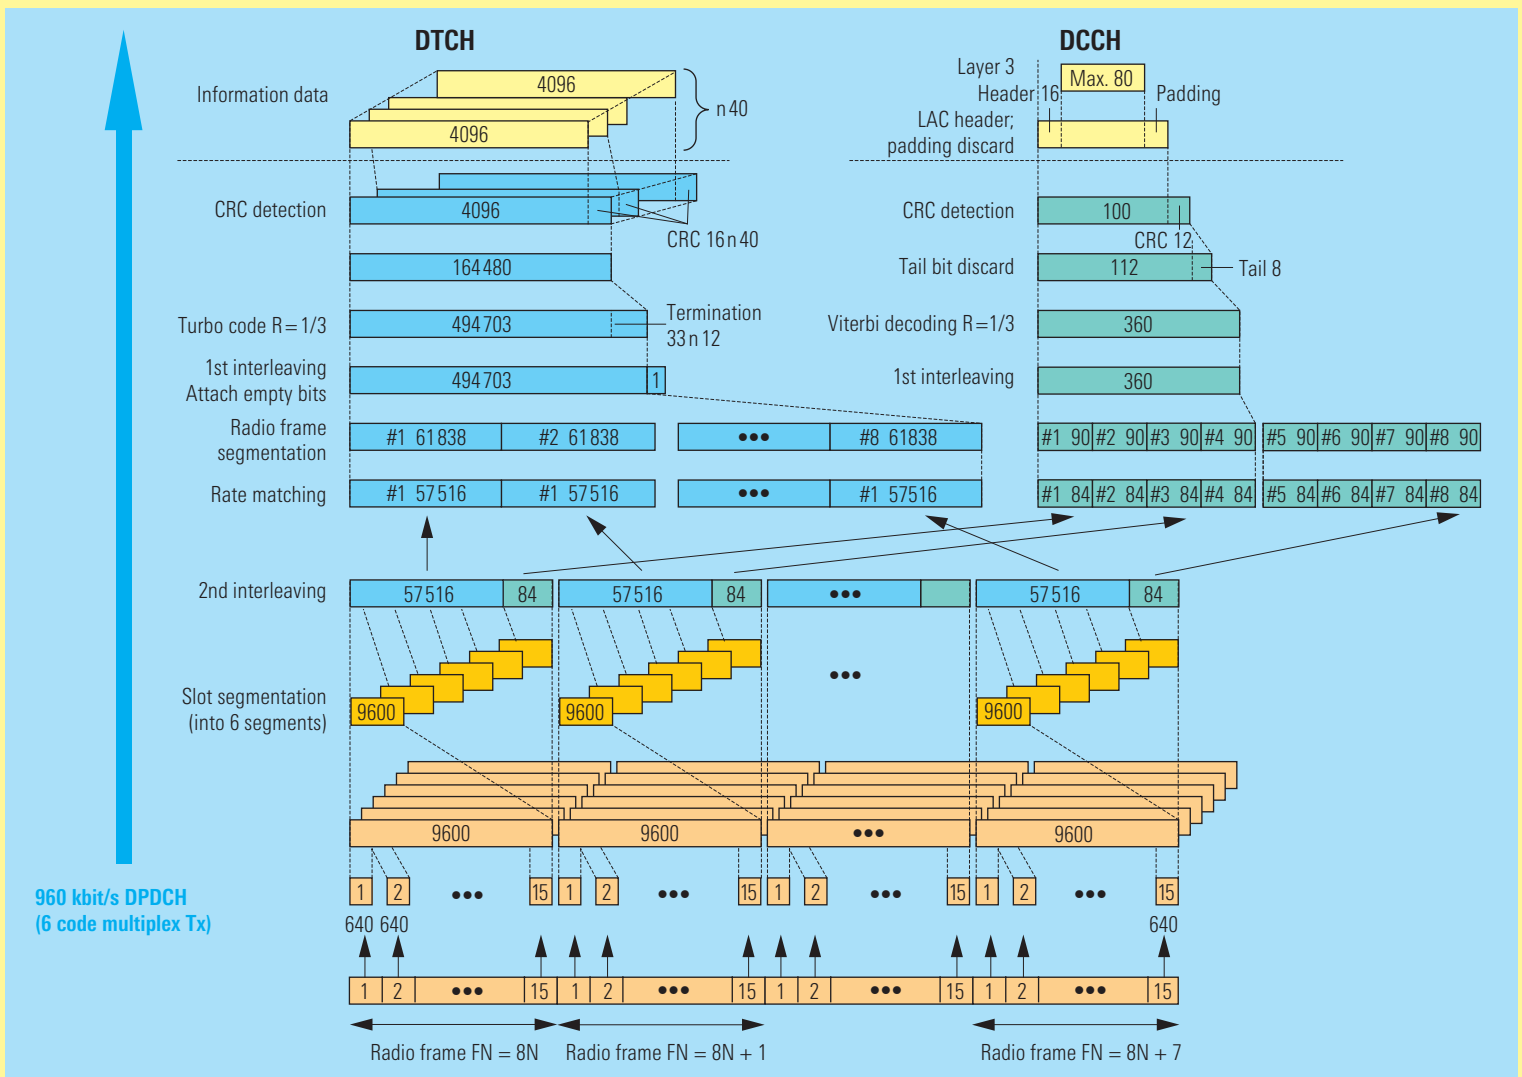 DTCH
DCCH
Information data
4096
4096
n 40
Layer 3
Max. 80
Header 16
Padding
LAC header;
padding discard
CRC detection
4096
CRC 16 n 40
CRC detection
100
CRC 12
164 480
Tail bit discard
112
Tail 8
Turbo code R = 1/3
494 703
Termination
33 n 12
Viterbi decoding R = 1/3
360
1st interleaving
Attach empty bits
494 703
1
1st interleaving
360
Radio frame
segmentation
#1 61 838
#2 61 838
•••
#8 61838
#1 90
#2 90
#3 90
#4 90
#5 90
#6 90
#7 90
#8 90
Rate matching
#1 57 516
#1 57 516
•••
#1 57516
#1 84
#2 84
#3 84
#4 84
#5 84
#6 84
#7 84
#8 84
2nd interleaving
57 516
84
57 516
84
•••
57 516
84
Slot segmentation
(into 6 segments)
9600
9600
•••
9600
9600
9600
•••
9600
960 kbit/s DPDCH
(6 code multiplex Tx)
1
2
•••
15
1
2
•••
15
1
2
•••
15
1
2
•••
15
640
640
640
1
2
•••
15
1
2
•••
15
1
2
•••
15
1
2
•••
15
Radio frame FN = 8N
Radio frame FN = 8N + 1
Radio frame FN = 8N + 7